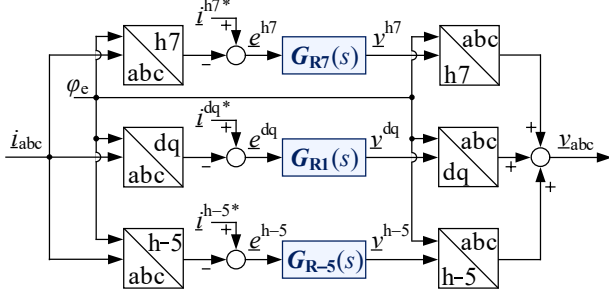 i^h7*
h7 abc − + e^h7 G_R7(s) v^h7 abc h7
φ_e
i^dq* +
i_abc dq abc − + e^dq G_R1(s) v^dq abc dq + + v_abc
i^h-5* +
h-5 abc − + e^h-5 G_R–5(s) v^h-5 abc h-5